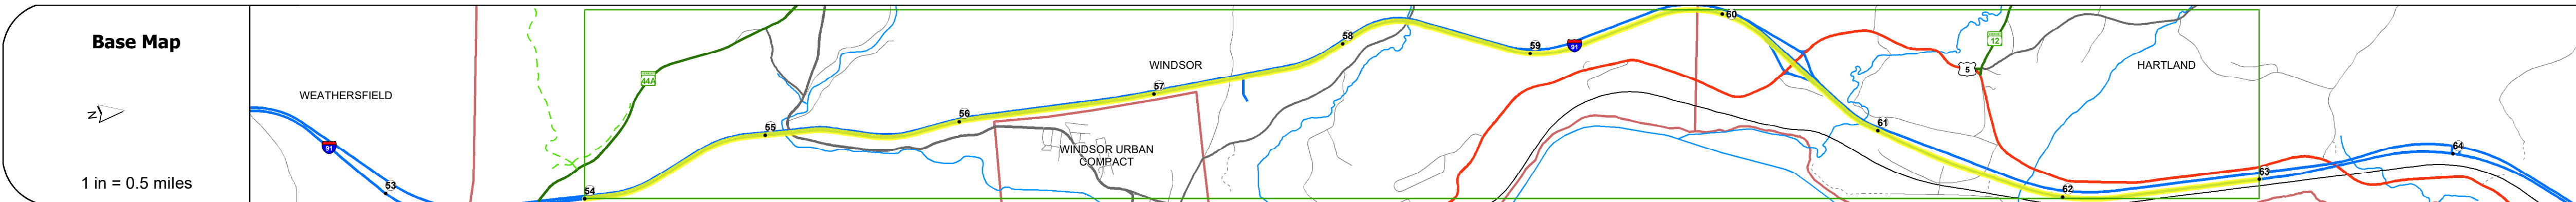 Base Map
N
1 in = 0.5 miles
WEATHERSFIELD
91
53
54
44A
55
56
57
WINDSOR
WINDSOR URBAN
COMPACT
58
59
91
60
61
5
12
HARTLAND
62
63
64